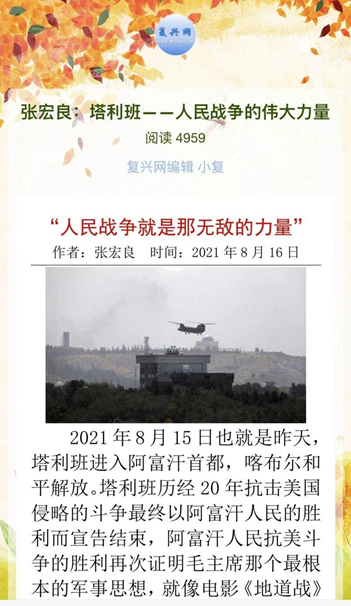 复兴网
张宏良：塔利班——人民战争的伟大力量
阅读 4959
复兴网编辑 小复
“人民战争就是那无敌的力量”
作者：张宏良 时间：2021 年 8 月 16 日
2021 年 8 月 15 日也就是昨天，
塔利班进入阿富汗首都，喀布尔和
平解放。塔利班历经 20 年抗击美国
侵略的斗争最终以阿富汗人民的胜
利而宣告结束，阿富汗人民抗美斗
争的胜利再次证明毛主席那个最根
本的军事思想，就像电影《地道战》